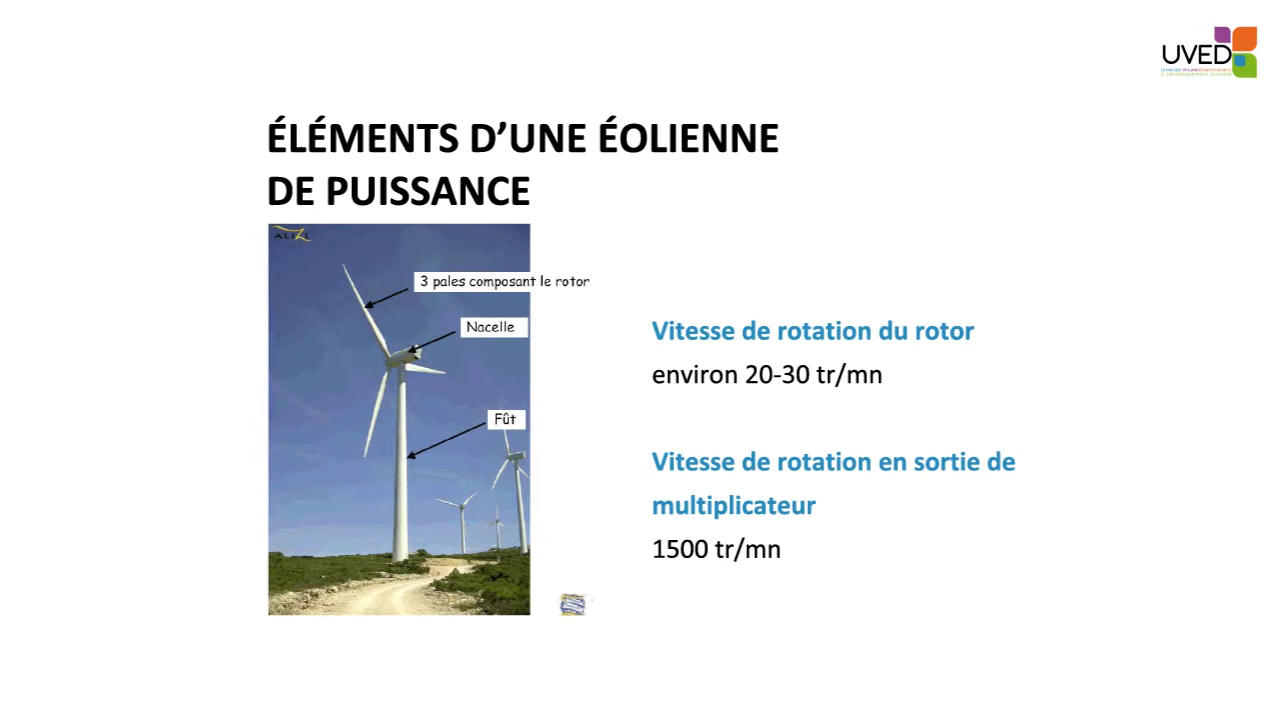 UVED
ÉLÉMENTS D’UNE ÉOLIENNE
DE PUISSANCE
ALIZE
3 pales composant le rotor
Nacelle
Fût
Vitesse de rotation du rotor
environ 20-30 tr/mn
Vitesse de rotation en sortie de
multiplicateur
1500 tr/mn